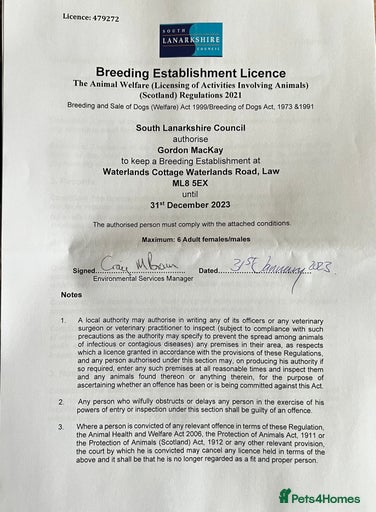 Licence: 479272
SOUTH
LANARKSHIRE
COUNCIL
Breeding Establishment Licence
The Animal Welfare (Licensing of Activities Involving Animals)
(Scotland) Regulations 2021
Breeding and Sale of Dogs (Welfare) Act 1999/Breeding of Dogs Act, 1973 &1991
South Lanarkshire Council
authorise
Gordon MacKay
to keep a Breeding Establishment at
Waterlands Cottage Waterlands Road, Law
ML8 5EX
until
31st December 2023
The authorised person must comply with the attached conditions.
Maximum: 6 Adult females/males
Signed Craig Dated 31st January 2023
Environmental Services Manager
Notes
1. A local authority may authorise in writing any of its officers or any veterinary
surgeon or veterinary practitioner to inspect (subject to compliance with such
precautions as the authority may specify to prevent the spread among animals
of infectious or contagious diseases) any premises in their area, as respects
which a licence granted in accordance with the provisions of these Regulations,
and any person authorised under this section may, on producing his authority if
so required, enter any such premises at all reasonable times and inspect them
and any animals found thereon or anything therein, for the purpose of
ascertaining whether an offence has been or is being committed against this Act.
2. Any person who wilfully obstructs or delays any person in the exercise of his
powers of entry or inspection under this section shall be guilty of an offence.
3. Where a person is convicted of any relevant offence in terms of these Regulation,
the Animal Health and Welfare Act 2006, the Protection of Animals Act, 1911 or
the Protection of Animals (Scotland) Act, 1912 or any other relevant provision,
the court by which he is convicted may cancel any licence held in terms of the
above and it shall be that he is no longer regarded as a fit and proper person.
Pets4Homes